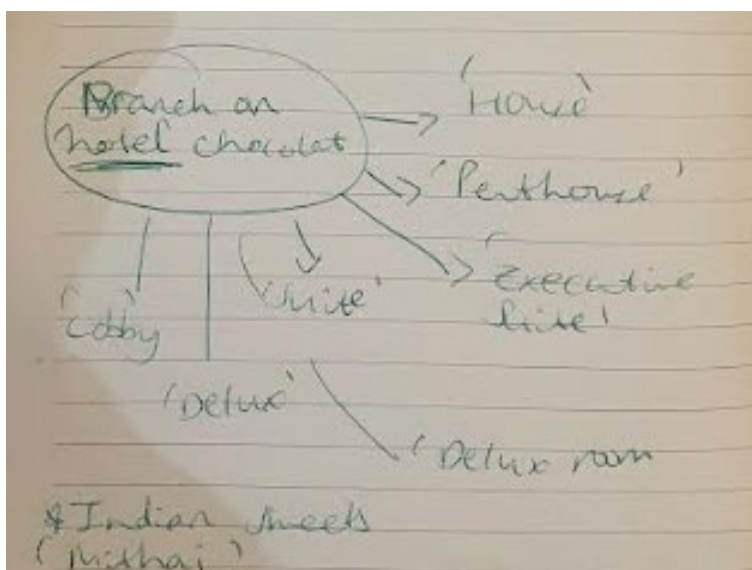 Branch on
hotel chocolat
'House'
'Penthouse'
'Executive
Suite'
'Suite'
'Lobby'
'Delux'
'Delux room
* Indian sweets
(Mithai)